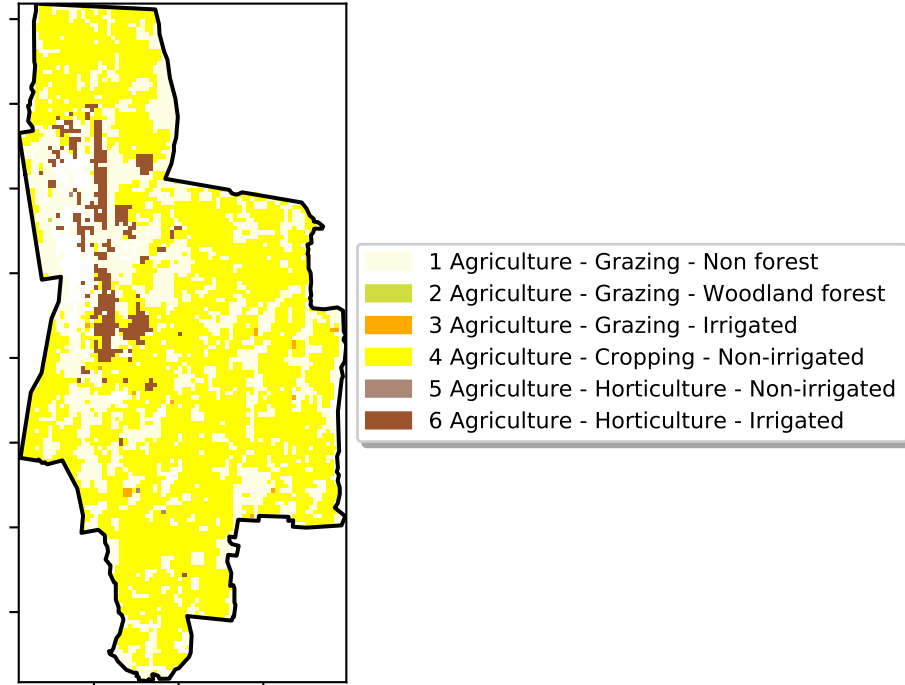 1 Agriculture - Grazing - Non forest
2 Agriculture - Grazing - Woodland forest
3 Agriculture - Grazing - Irrigated
4 Agriculture - Cropping - Non-irrigated
5 Agriculture - Horticulture - Non-irrigated
6 Agriculture - Horticulture - Irrigated